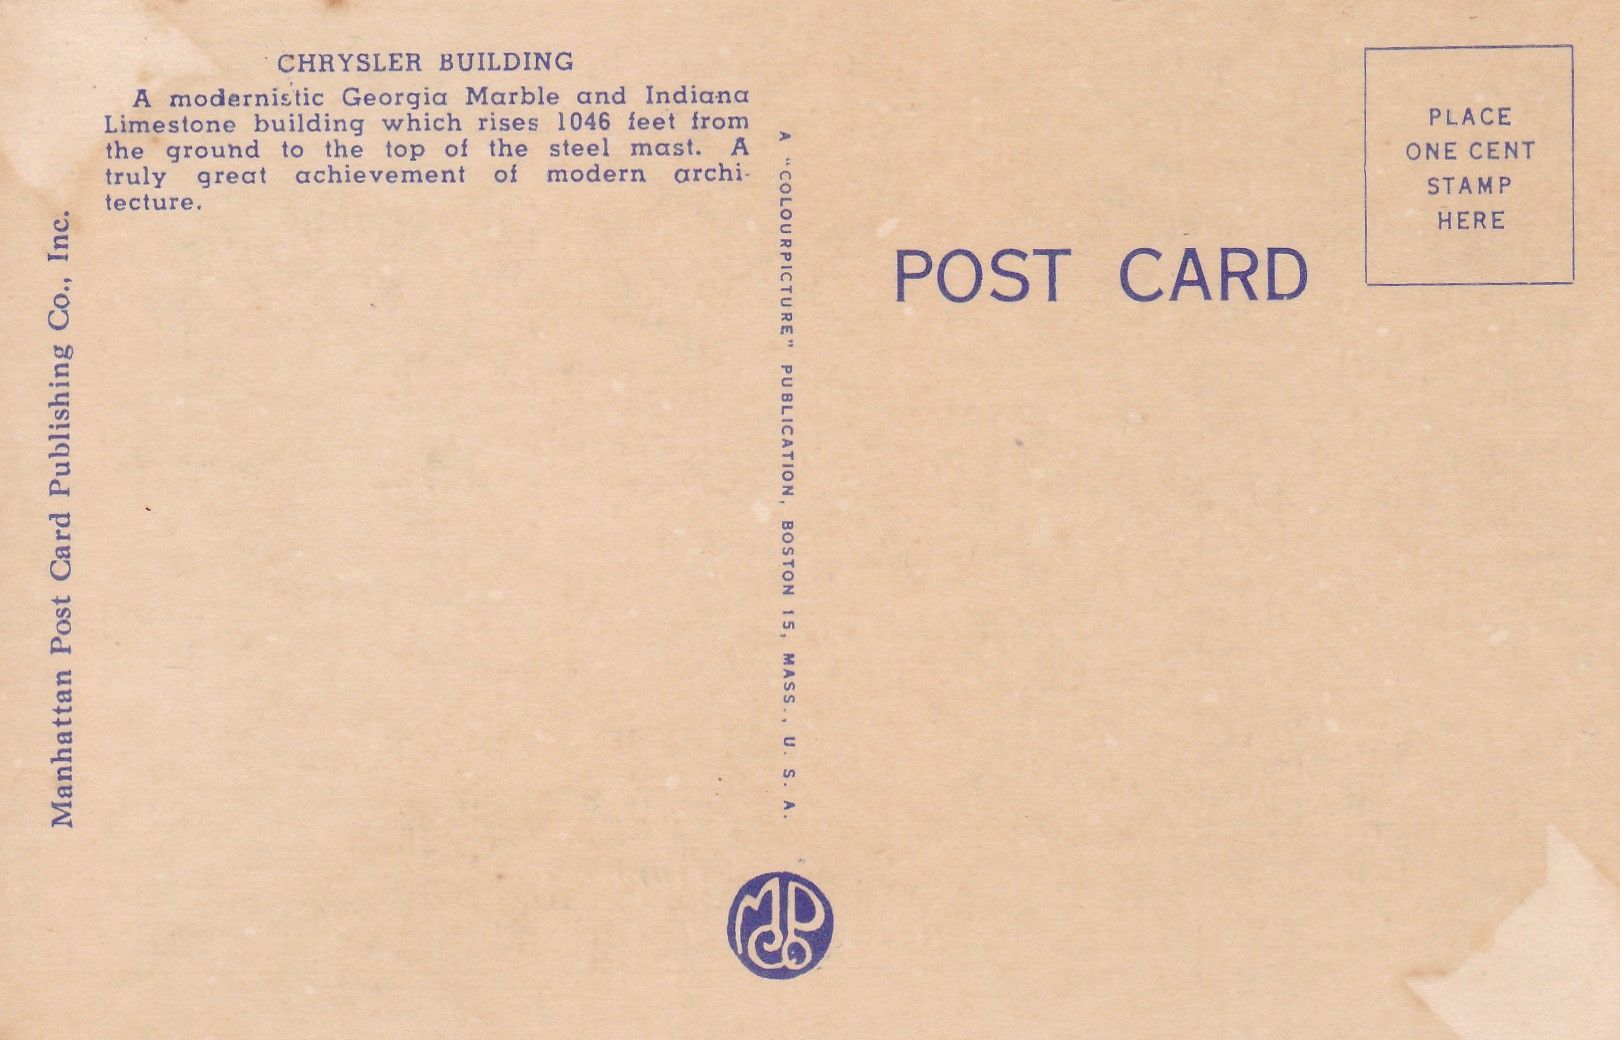 CHRYSLER BUILDING
A modernistic Georgia Marble and Indiana
Limestone building which rises 1046 feet from
the ground to the top of the steel mast. A
truly great achievement of modern archi-
tecture.
Manhattan Post Card Publishing Co., Inc.
A "COLOURPICTURE" PUBLICATION, BOSTON 15, MASS., U. S. A.
POST CARD
PLACE
ONE CENT
STAMP
HERE
MP
Co